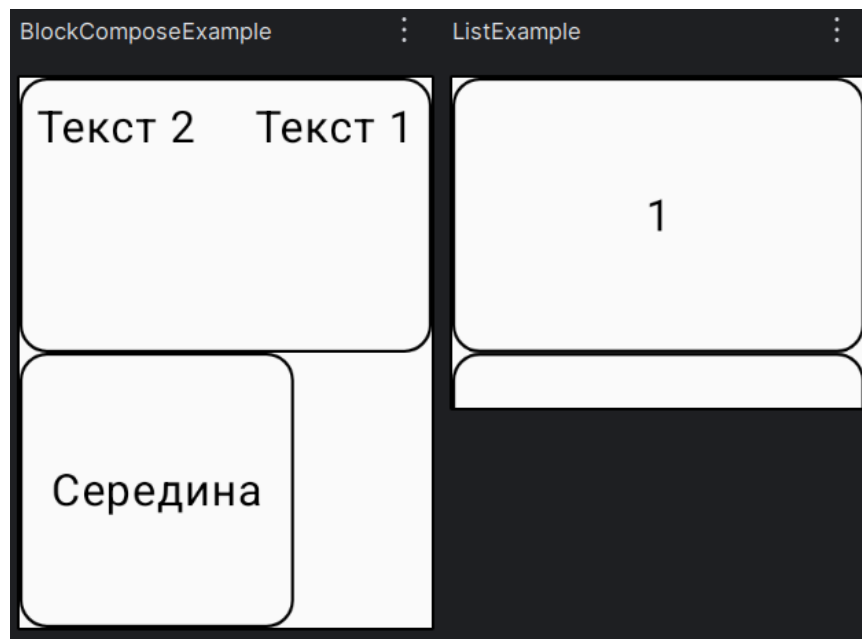 BlockComposeExample
ListExample
Текст 2 Текст 1
1
Середина